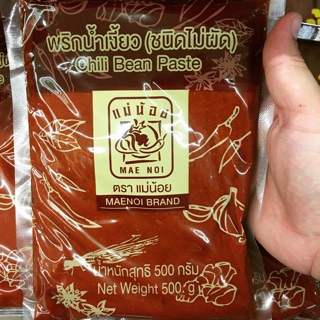 พริกน้ำเงี้ยว (ชนิดไม่ผัด)
Chili Bean Paste
แม่น้อย
MAE NOI
ตรา แม่น้อย
MAENOI BRAND
น้ำหนักสุทธิ 500 กรัม
Net Weight 500 g